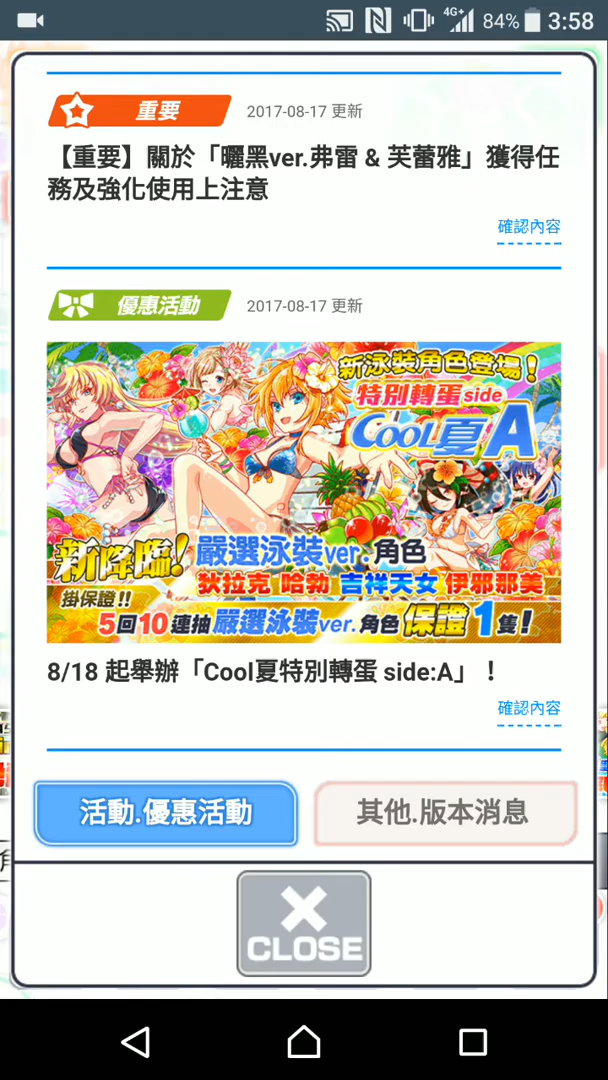 4G+ 84% 3:58
重要 2017-08-17 更新
【重要】關於「曬黑ver.弗雷 & 芙蕾雅」獲得任
務及強化使用上注意
確認內容
優惠活動 2017-08-17 更新
新泳裝角色登場！
特別轉蛋side
COOL夏 A
新降臨！ 嚴選泳裝ver.角色
狄拉克 哈勃 吉祥天女 伊邪那美
掛保證!!
5回10連抽嚴選泳裝ver.角色保證1隻！
8/18 起舉辦「Cool夏特別轉蛋 side:A」！
確認內容
活動.優惠活動 其他.版本消息
CLOSE